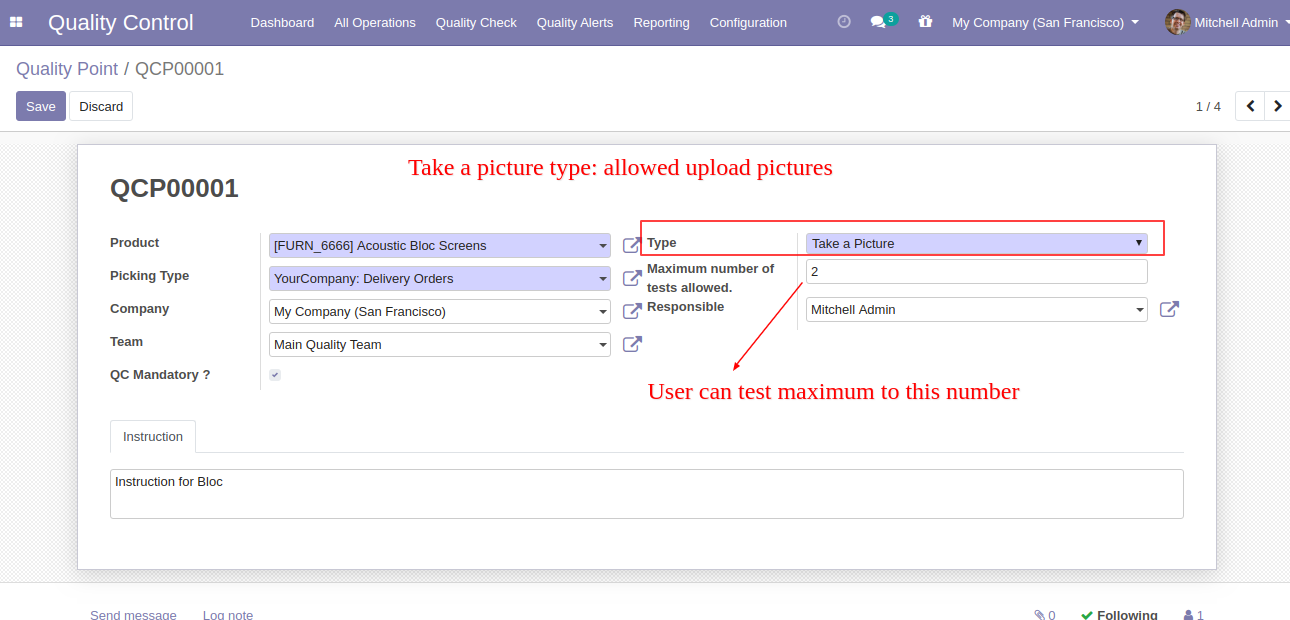 Quality Control Dashboard All Operations Quality Check Quality Alerts Reporting Configuration 3 My Company (San Francisco) Mitchell Admin
Quality Point / QCP00001
Save Discard 1 / 4
Take a picture type: allowed upload pictures
QCP00001
Product [FURN_6666] Acoustic Bloc Screens
Picking Type YourCompany: Delivery Orders
Company My Company (San Francisco)
Team Main Quality Team
QC Mandatory ?
Type Take a Picture
Maximum number of
tests allowed. 2
Responsible Mitchell Admin
User can test maximum to this number
Instruction
Instruction for Bloc
Send message Log note 0 Following 1